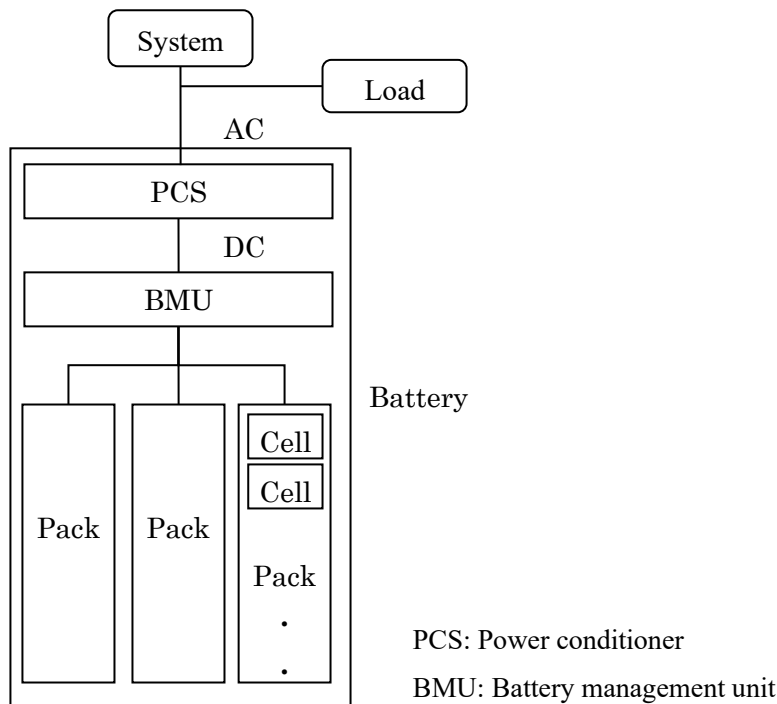 System
Load
AC
PCS
DC
BMU
Battery
Cell
Cell
Pack
Pack
Pack
.
.
PCS: Power conditioner
BMU: Battery management unit